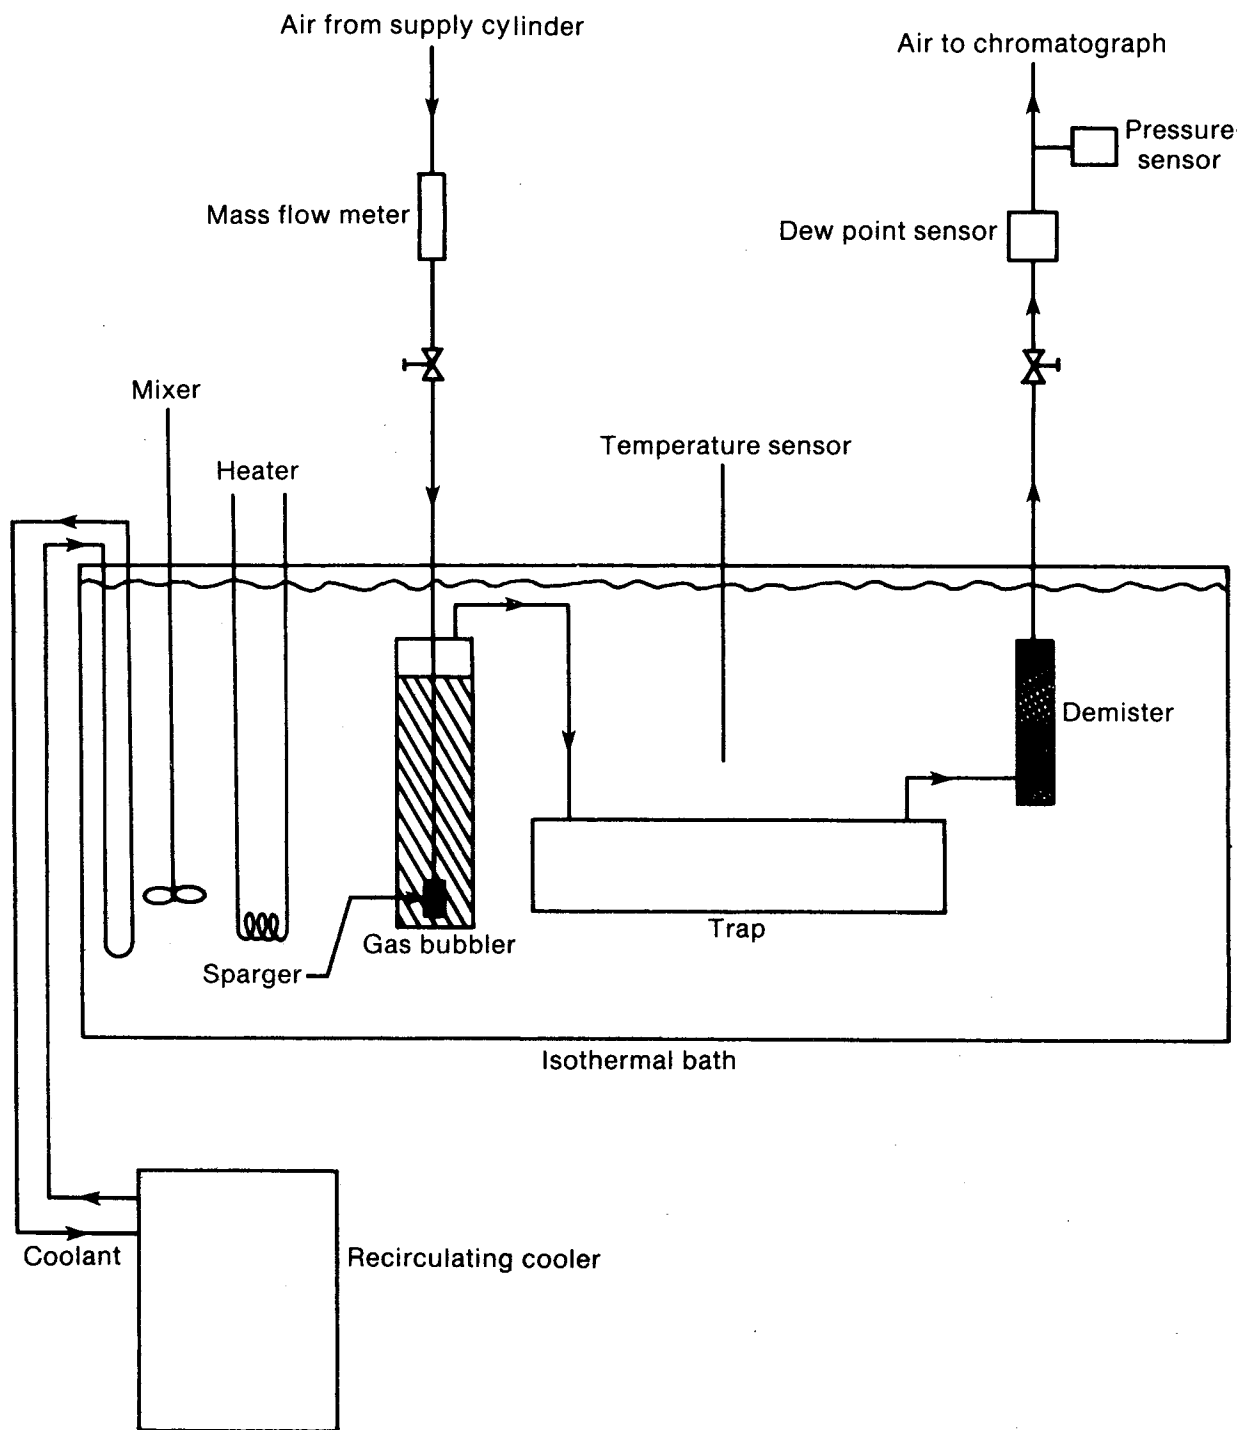 Air from supply cylinder
Air to chromatograph
Pressure
sensor
Mass flow meter
Dew point sensor
Mixer
Heater
Temperature sensor
Demister
Trap
Gas bubbler
Sparger
Isothermal bath
Coolant
Recirculating cooler